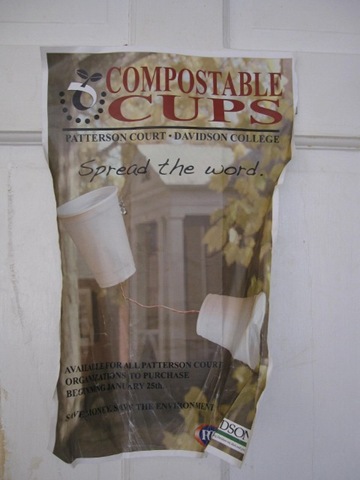 COMPOSTABLE
CUPS
PATTERSON COURT • DAVIDSON COLLEGE
Spread the word.
AVAILABLE FOR ALL PATTERSON COURT
ORGANIZATIONS TO PURCHASE
BEGINNING JANUARY 25th
SAVE MONEY. SAVE THE ENVIRONMENT
R
DSON